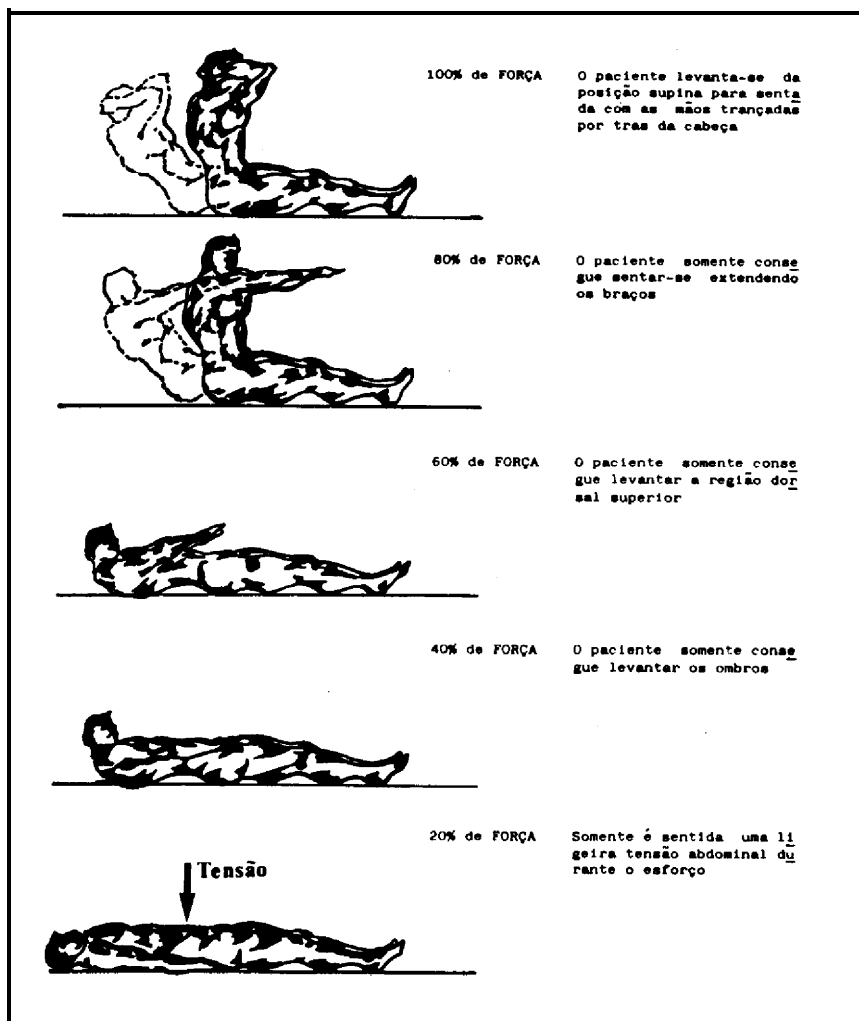 100% de FORÇA
O paciente levanta-se da
posição supina para senta
da com as mãos trançadas
por tras da cabeça
80% de FORÇA
O paciente somente conse
gue sentar-se extendendo
os braços
60% de FORÇA
O paciente somente conse
gue levantar a região dor
sal superior
40% de FORÇA
O paciente somente conse
gue levantar os ombros
20% de FORÇA
Somente é sentida uma li
geira tensão abdominal du
rante o esforço
Tensão